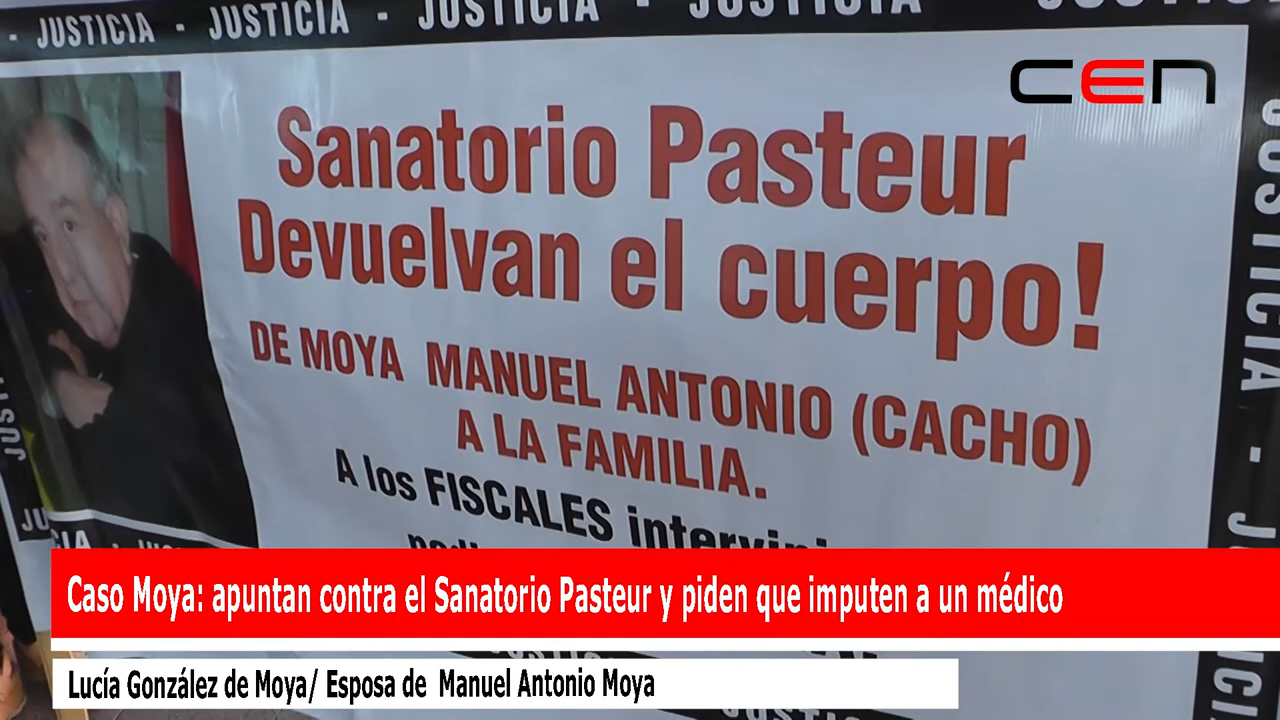 - JUSTICIA - JUSTICIA - JUSTICIA - JUSTICIA
CEN
Sanatorio Pasteur
Devuelvan el cuerpo!
DE MOYA MANUEL ANTONIO (CACHO)
A LA FAMILIA.
A los FISCALES
JUSTICIA -
Caso Moya: apuntan contra el Sanatorio Pasteur y piden que imputen a un médico
Lucía González de Moya/ Esposa de Manuel Antonio Moya